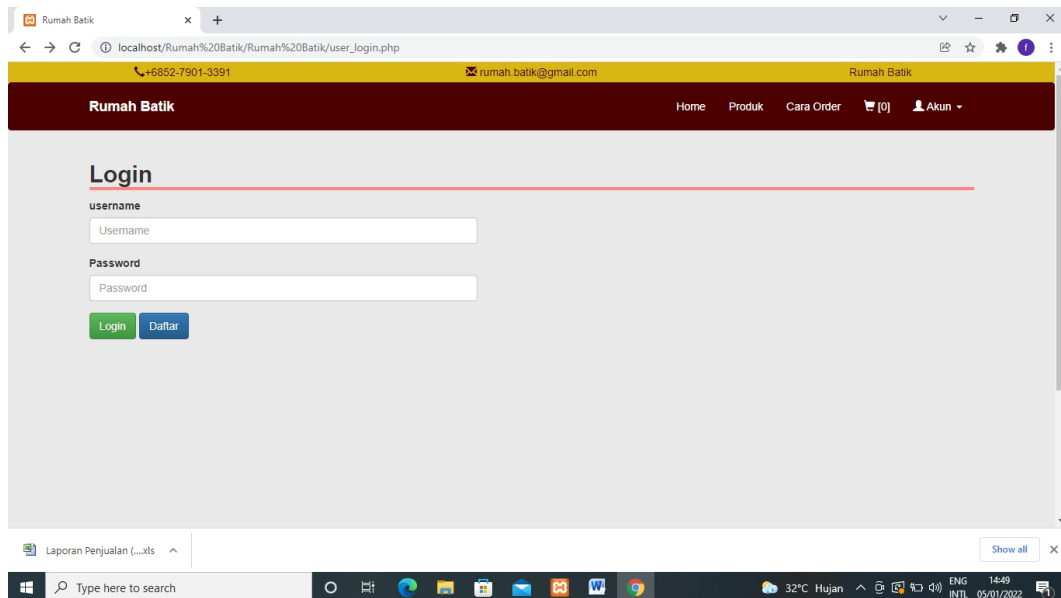 Rumah Batik
localhost/Rumah%20Batik/Rumah%20Batik/user_login.php
f
+6852-7901-3391 rumah.batik@gmail.com Rumah Batik
Rumah Batik Home Produk Cara Order [0] Akun
Login
username
Username
Password
Password
Login Daftar
Laporan Penjualan (....xls Show all
Type here to search 32°C Hujan ENG 14:49
INTL 05/01/2022